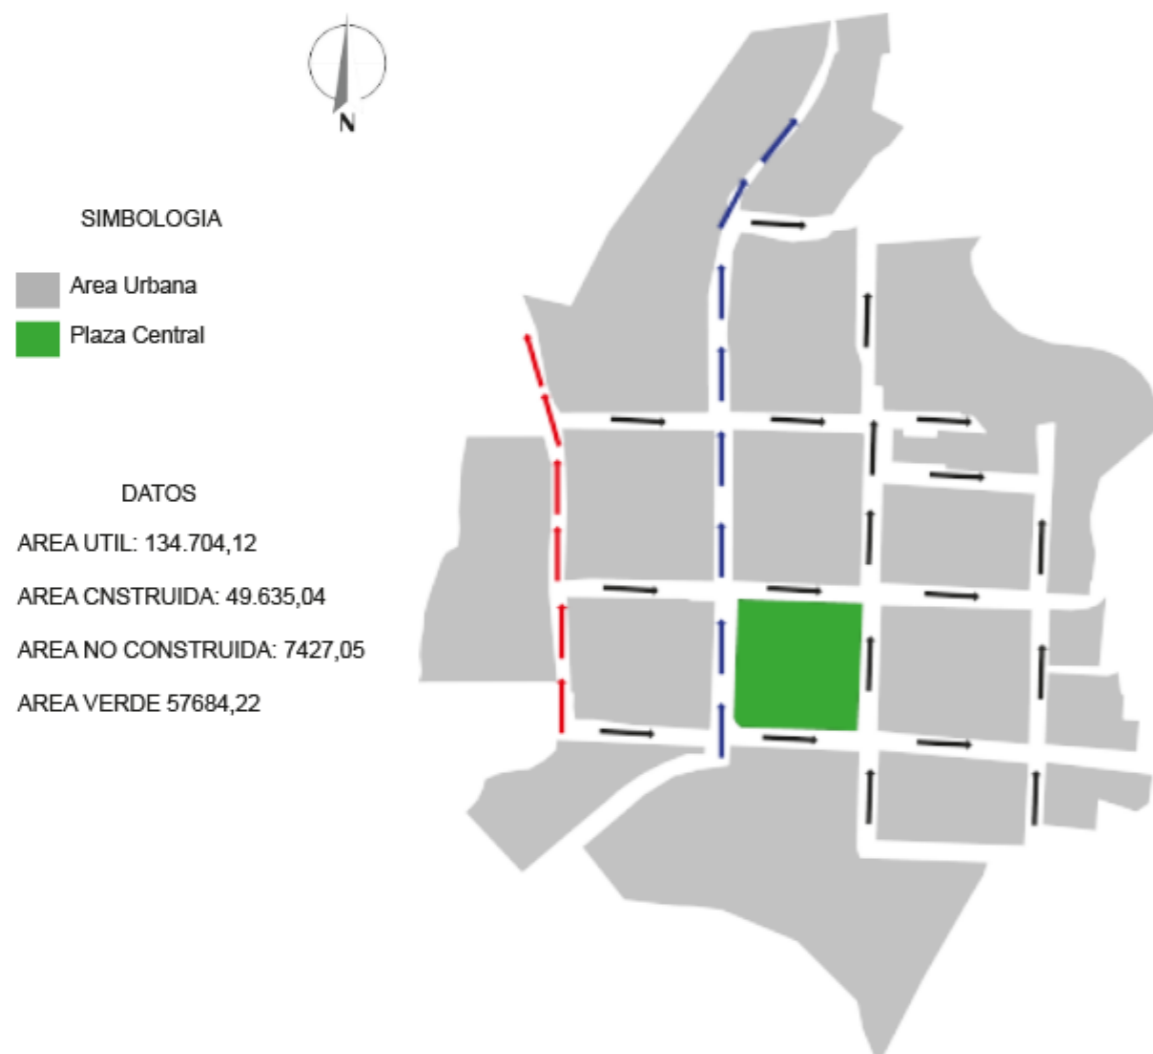 N
SIMBOLOGIA
Area Urbana
Plaza Central
DATOS
AREA UTIL: 134.704,12
AREA CNSTRUIDA: 49.635,04
AREA NO CONSTRUIDA: 7427,05
AREA VERDE 57684,22